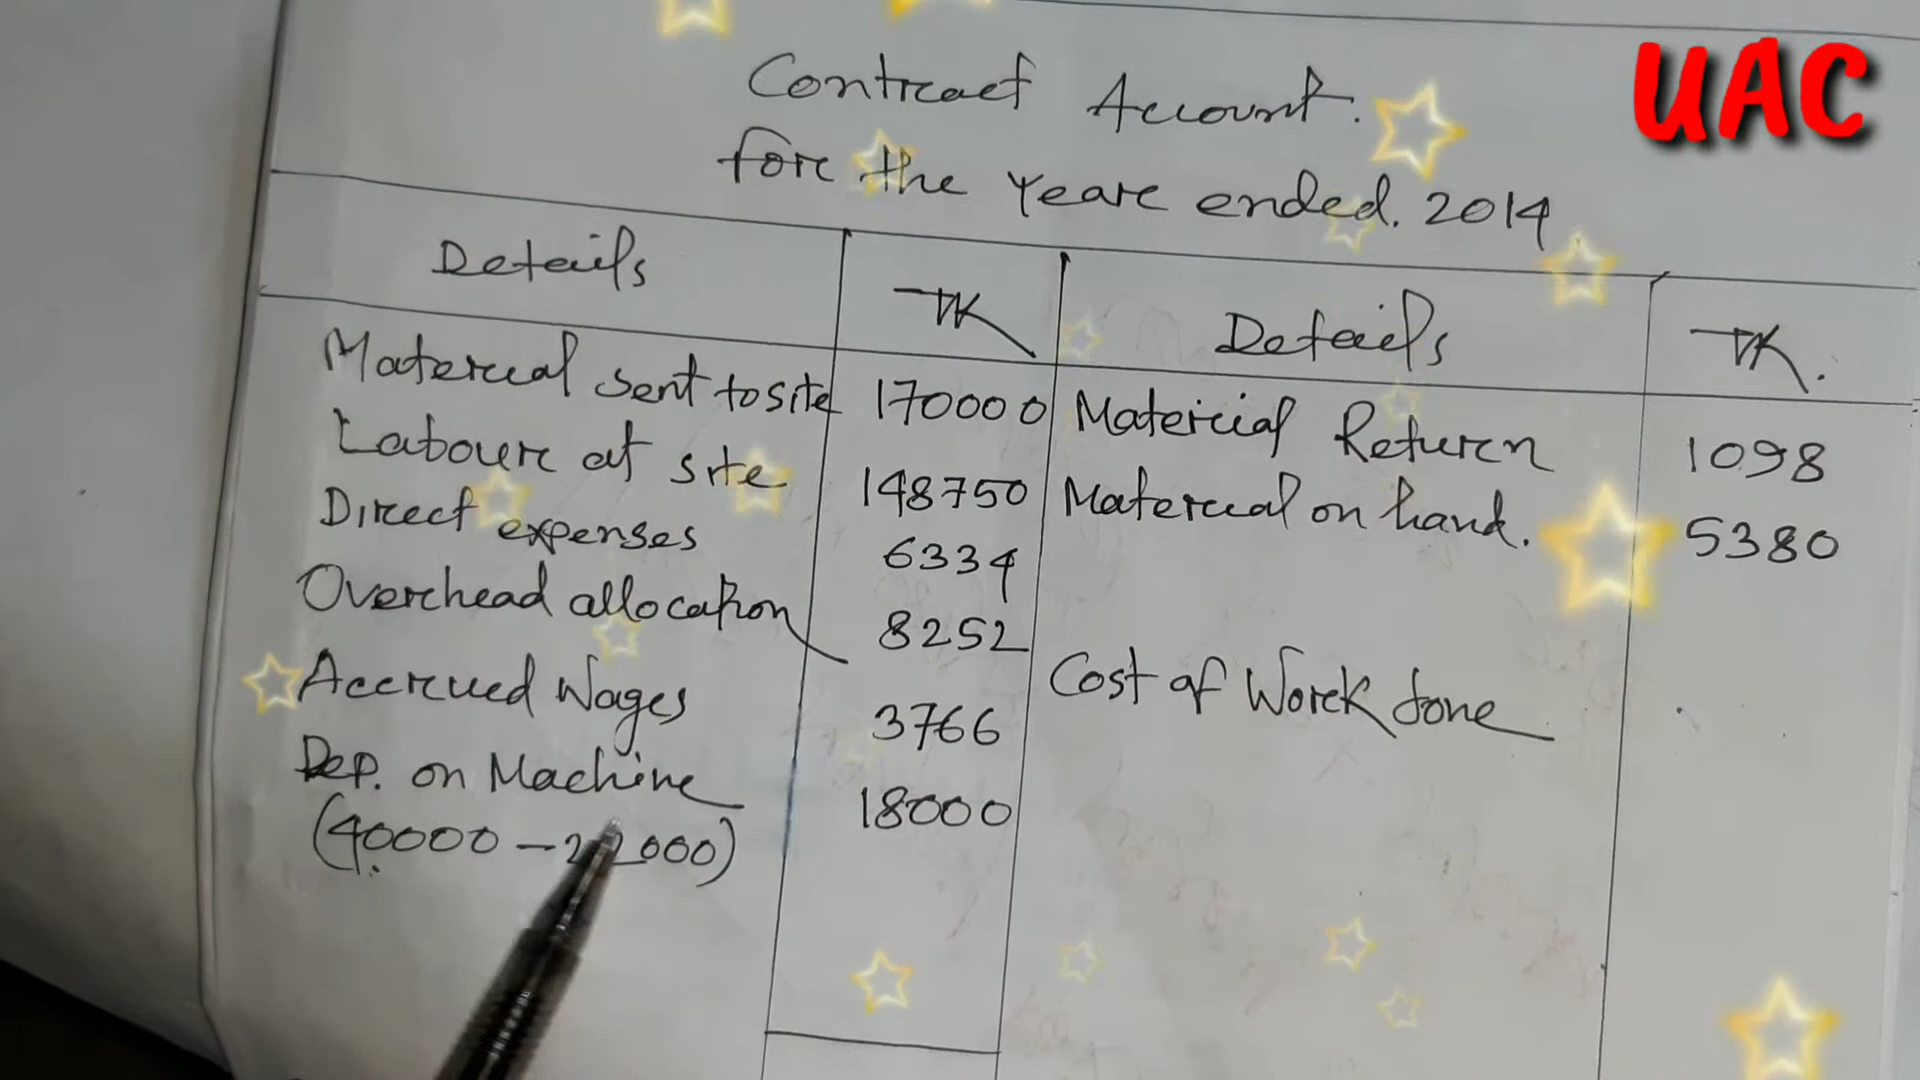 UAC
Contract Account.
for the Year ended. 2014
Details TK Details TK.
Material sent to site 170000 Material Return 1098
Labour at site 148750 Material on hand. 5380
Direct expenses 6334
Overhead allocation 8252
Accrued Wages 3766 Cost of Work done
Dep. on Machine 18000
(40000 - 22000)